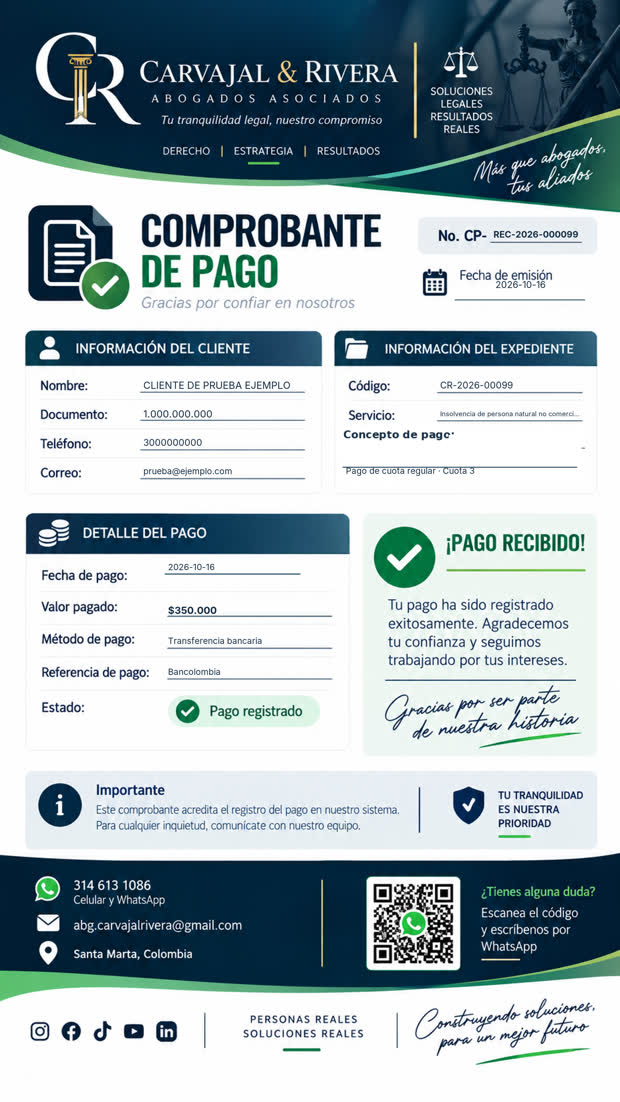 CR
CARVAJAL & RIVERA
ABOGADOS ASOCIADOS
Tu tranquilidad legal, nuestro compromiso
DERECHO | ESTRATEGIA | RESULTADOS
SOLUCIONES
LEGALES
RESULTADOS
REALES
Más que abogados,
tus aliados
COMPROBANTE
DE PAGO
Gracias por confiar en nosotros
No. CP- REC-2026-000099
Fecha de emisión
2026-10-16
INFORMACIÓN DEL CLIENTE
Nombre: CLIENTE DE PRUEBA EJEMPLO
Documento: 1.000.000.000
Teléfono: 3000000000
Correo: prueba@ejemplo.com
INFORMACIÓN DEL EXPEDIENTE
Código: CR-2026-00099
Servicio: Insolvencia de persona natural no comerci...
Concepto de pago:
Pago de cuota regular · Cuota 3
DETALLE DEL PAGO
Fecha de pago: 2026-10-16
Valor pagado: $350.000
Método de pago: Transferencia bancaria
Referencia de pago: Bancolombia
Estado: Pago registrado
¡PAGO RECIBIDO!
Tu pago ha sido registrado
exitosamente. Agradecemos
tu confianza y seguimos
trabajando por tus intereses.
Gracias por ser parte
de nuestra historia
Importante
Este comprobante acredita el registro del pago en nuestro sistema.
Para cualquier inquietud, comunícate con nuestro equipo.
TU TRANQUILIDAD
ES NUESTRA
PRIORIDAD
314 613 1086
Celular y WhatsApp
abg.carvajalrivera@gmail.com
Santa Marta, Colombia
¿Tienes alguna duda?
Escanea el código
y escríbenos por
WhatsApp
PERSONAS REALES
SOLUCIONES REALES
Construyendo soluciones,
para un mejor futuro